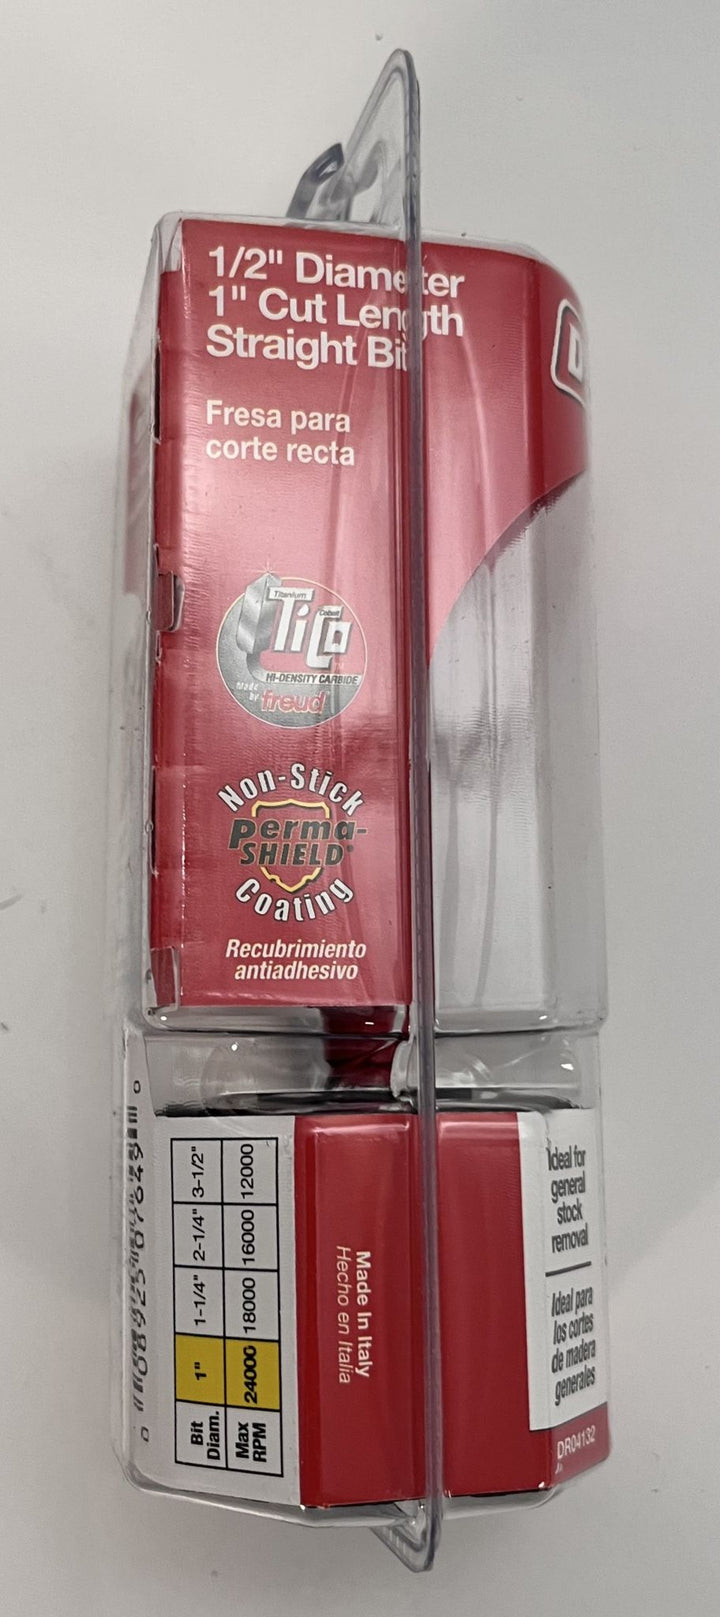 1/2" Diameter
1" Cut Length
Straight Bit
Fresa para
corte recta
Titanium
Cobalt
TiCo
HI-DENSITY CARBIDE
Made
by
freud
Non-Stick
Perma-
SHIELD
Coating
Recubrimiento
antiadhesivo
Bit Diam. 1" 1-1/4" 2-1/4" 3-1/2"
Max RPM 24000 18000 16000 12000
Made In Italy
Hecho en Italia
Ideal for
general
stock
removal
Ideal para
los cortes
de madera
generales
DR04132